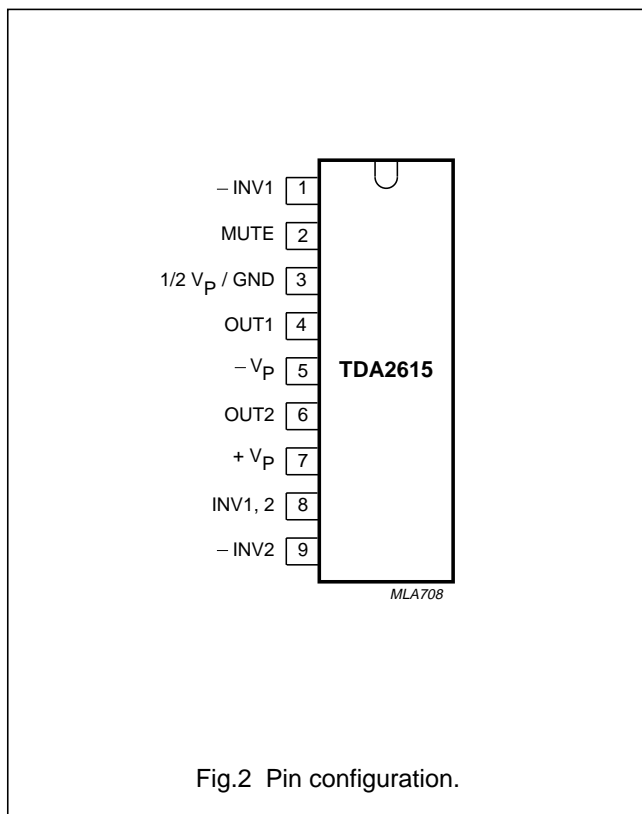 – INV1 1
MUTE 2
1/2 VP / GND 3
OUT1 4
– VP 5
TDA2615
OUT2 6
+ VP 7
INV1, 2 8
– INV2 9
MLA708
Fig.2 Pin configuration.